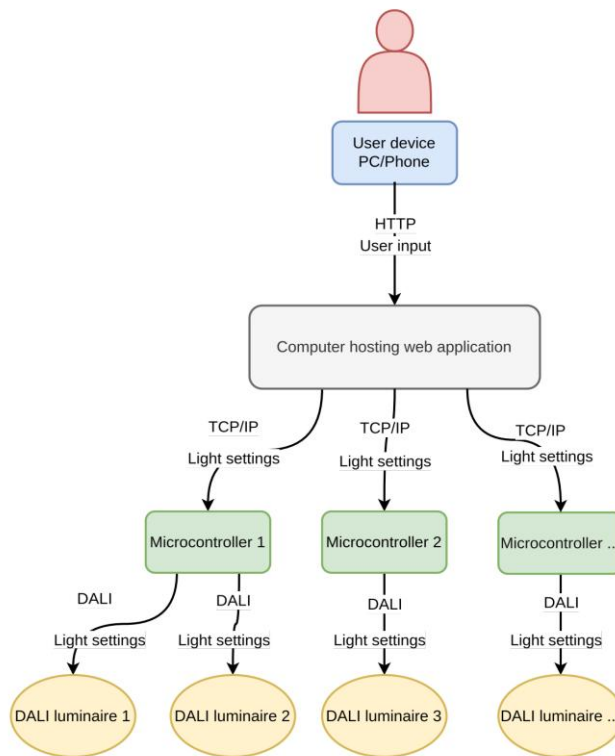 User device
PC/Phone
HTTP
User input
Computer hosting web application
TCP/IP
TCP/IP
TCP/IP
Light settings
Light settings
Light settings
Microcontroller 1
Microcontroller 2
Microcontroller ...
DALI
DALI
DALI
DALI
Light settings
Light settings
Light settings
Light settings
DALI luminaire 1
DALI luminaire 2
DALI luminaire 3
DALI luminaire ...